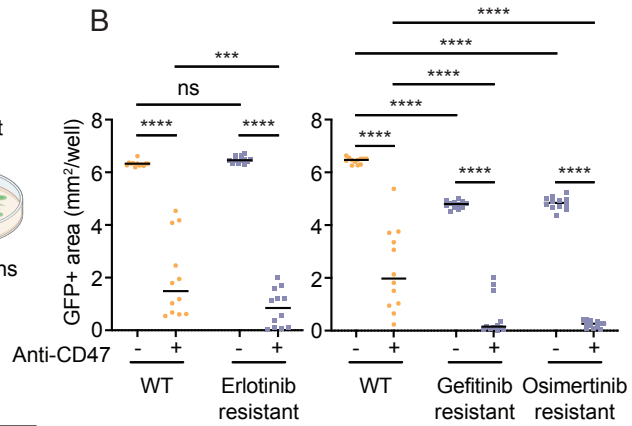 B
****
***
****
ns
****
****
****
****
****
****
****
t
8
6
4
2
0
GFP+ area (mm²/well)
8
6
4
2
0
ns
Anti-CD47
- + - +
- + - + - +
WT
Erlotinib
resistant
WT
Gefitinib
resistant
Osimertinib
resistant